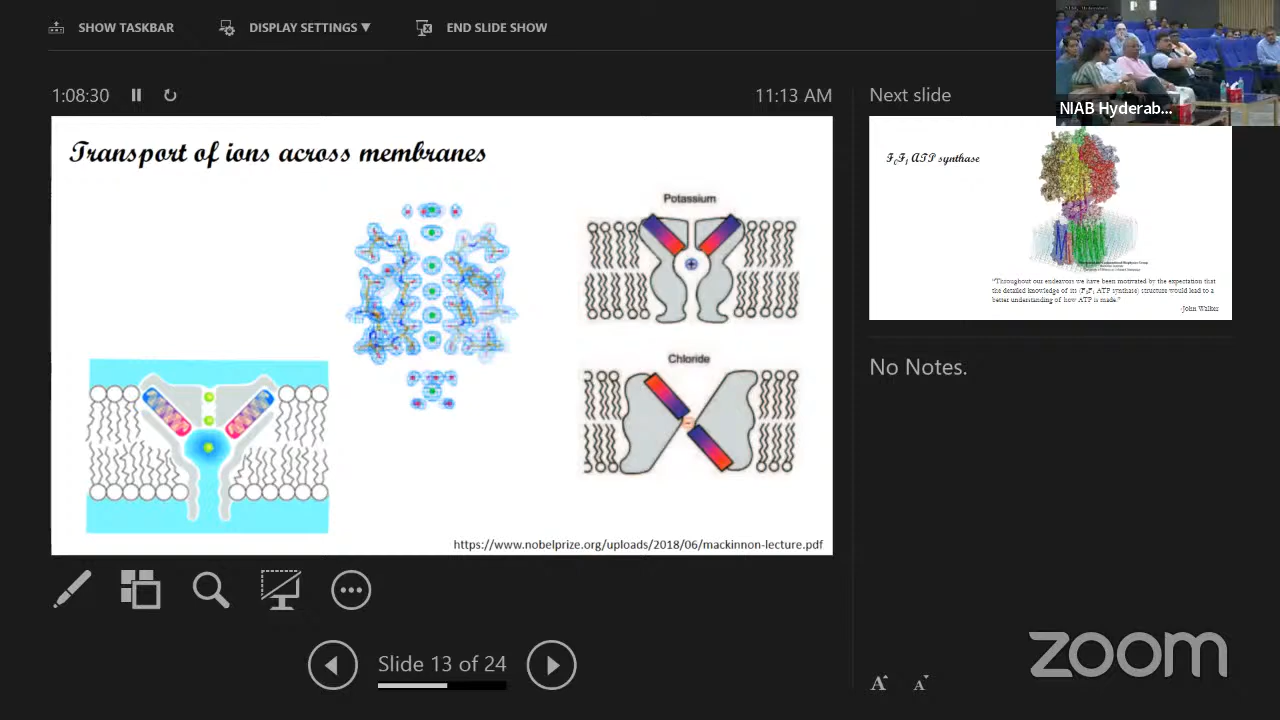 SHOW TASKBAR
DISPLAY SETTINGS ▼
END SLIDE SHOW
NIAB Hyderab...
1:08:30
11:13 AM
Next slide
Transport of ions across membranes
Potassium
+
Chloride
-
https://www.nobelprize.org/uploads/2018/06/mackinnon-lecture.pdf
F₀F₁ ATP synthase
"Throughout our endeavors we have been motivated by the expectation that
the detailed knowledge of its (F₀F₁ ATP synthase) structure would lead to a
better understanding of how ATP is made."
-John Walker
No Notes.
Slide 13 of 24
A A
zoom